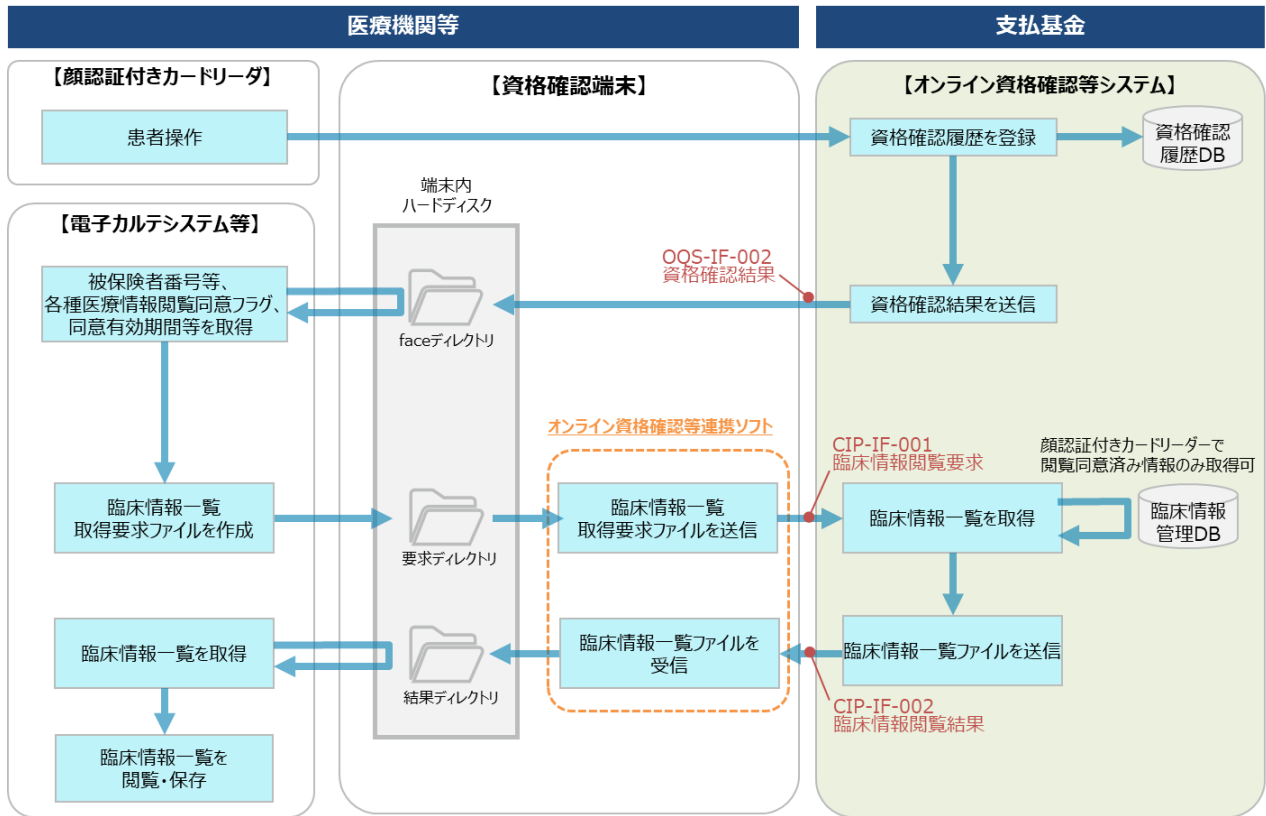 医療機関等
支払基金
【顔認証付きカードリーダ】
【資格確認端末】
【オンライン資格確認等システム】
患者操作
資格確認履歴を登録
資格確認
履歴DB
端末内
ハードディスク
【電子カルテシステム等】
被保険者番号等、
各種医療情報閲覧同意フラグ、
同意有効期間等を取得
faceディレクトリ
OQS-IF-002
資格確認結果
資格確認結果を送信
オンライン資格確認等連携ソフト
CIP-IF-001
臨床情報閲覧要求
顔認証付きカードリーダーで
閲覧同意済み情報のみ取得可
臨床情報一覧
取得要求ファイルを作成
要求ディレクトリ
臨床情報一覧
取得要求ファイルを送信
臨床情報一覧を取得
臨床情報
管理DB
臨床情報一覧を取得
結果ディレクトリ
臨床情報一覧ファイルを
受信
臨床情報一覧ファイルを送信
CIP-IF-002
臨床情報閲覧結果
臨床情報一覧を
閲覧・保存